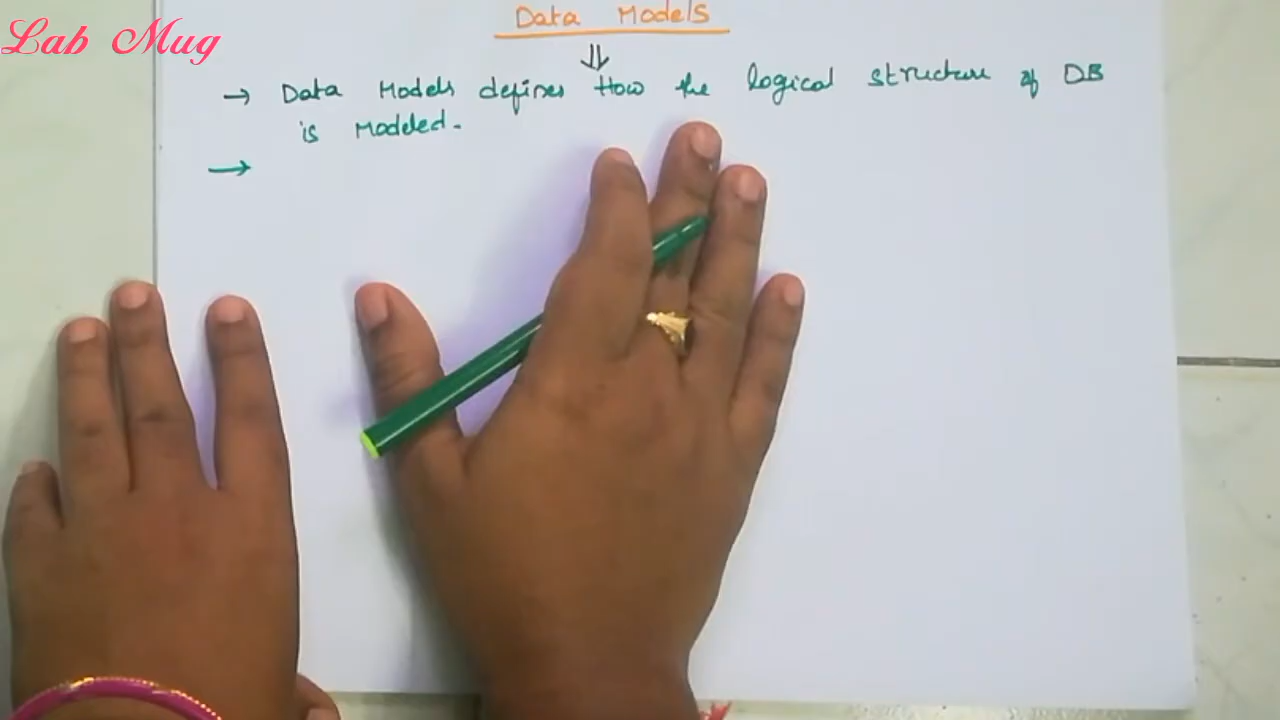 Lab Mug
Data Models
→ Data Models defines How the logical structure of DB
is Modeled.
→